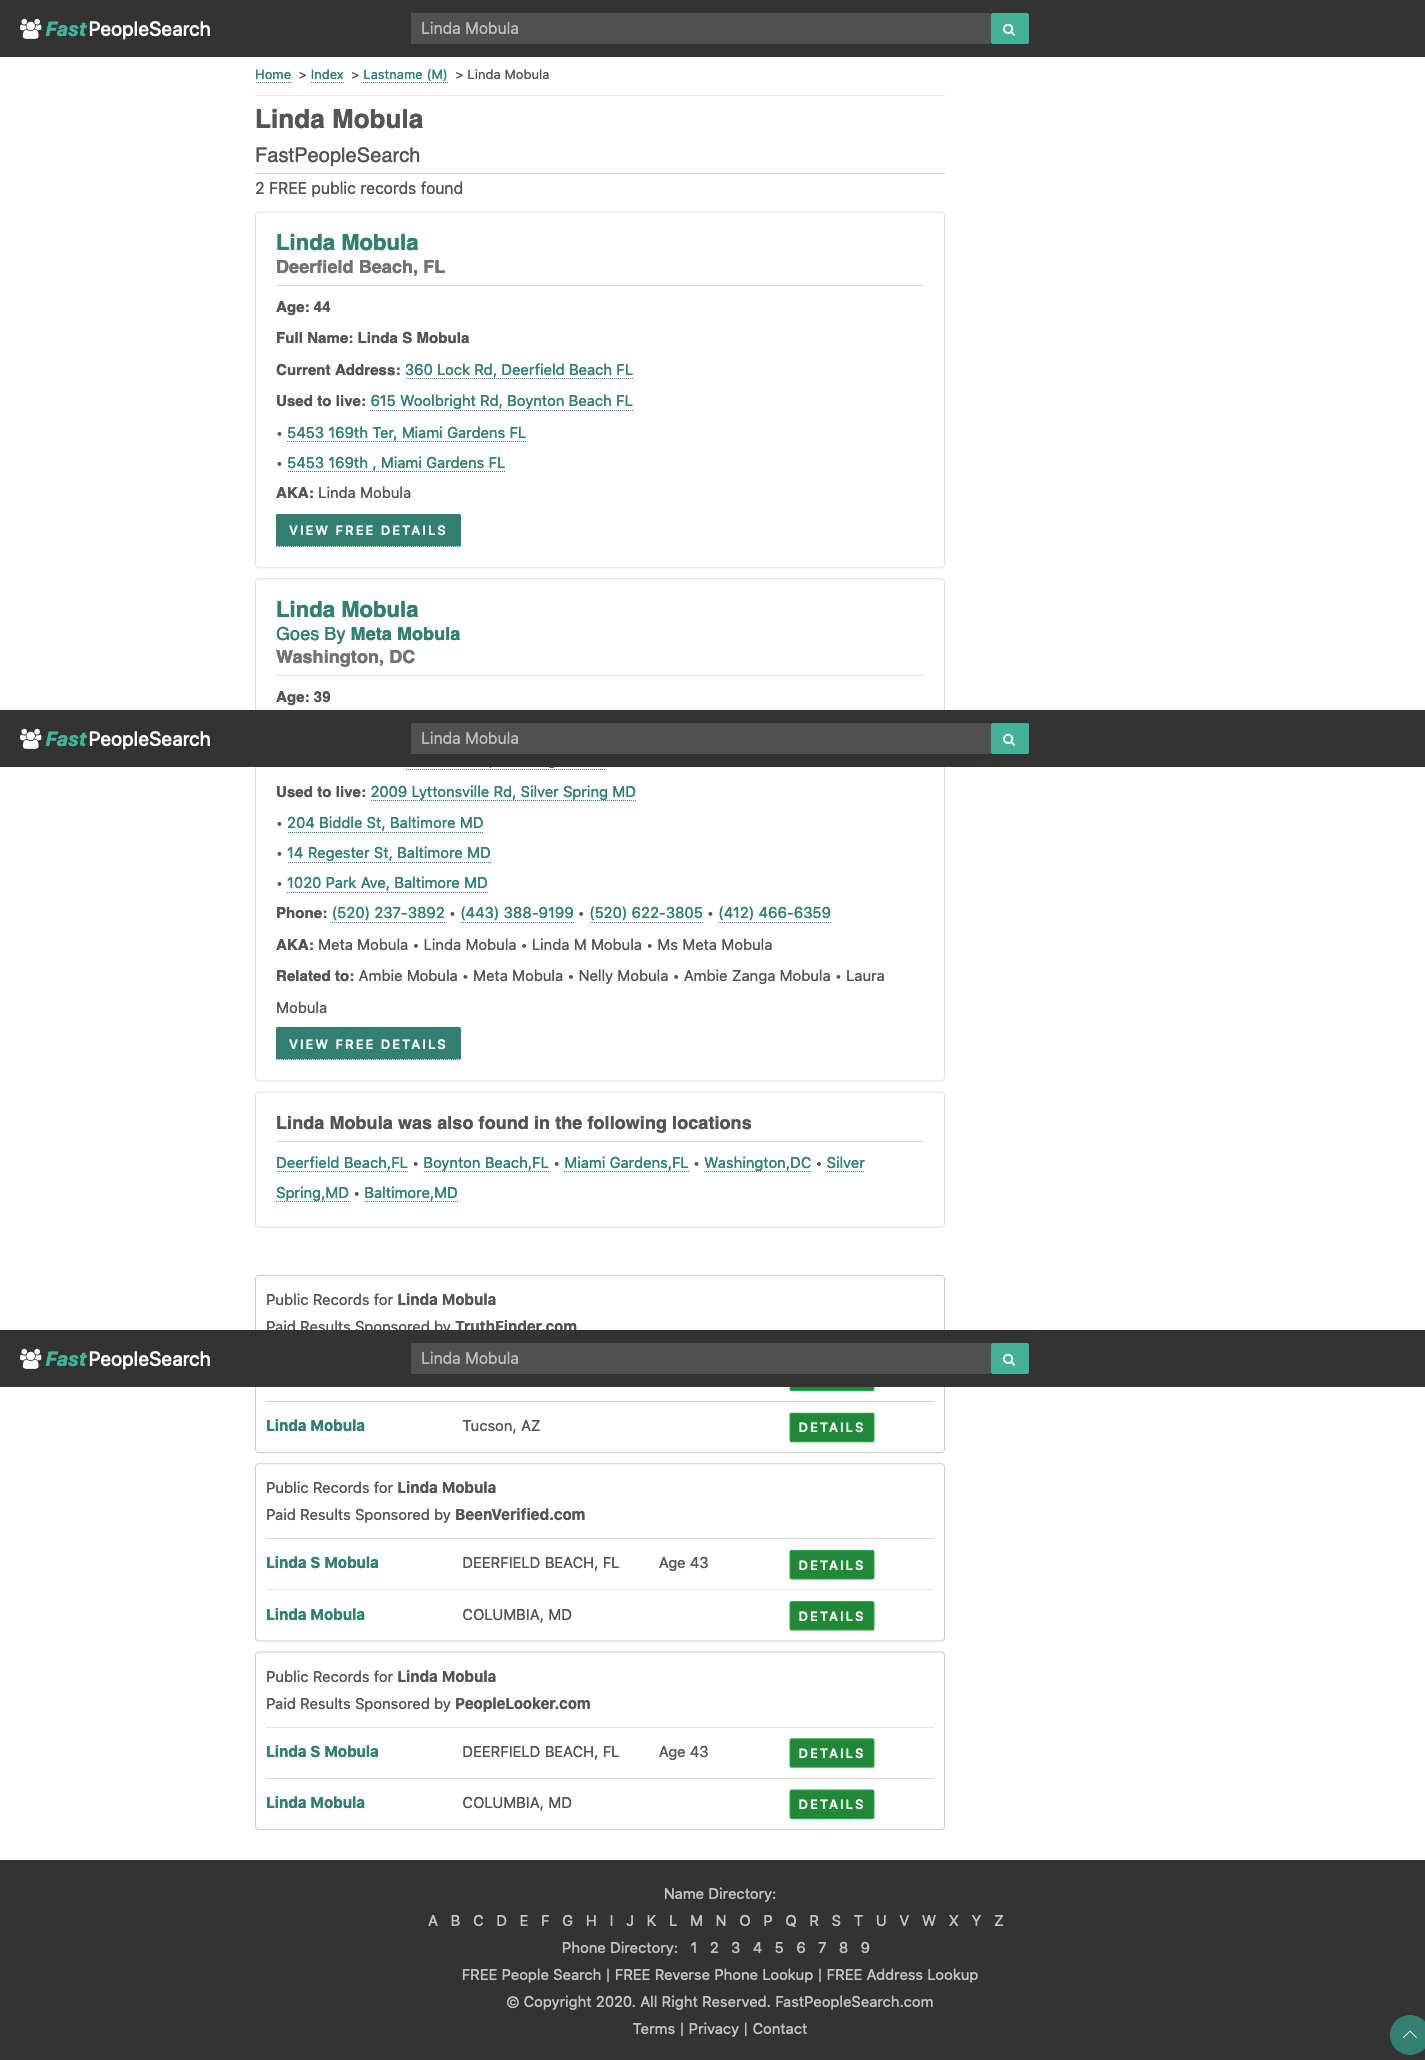 FastPeopleSearch
Linda Mobula
Home > Index > Lastname (M) > Linda Mobula
Linda Mobula
FastPeopleSearch
2 FREE public records found
Linda Mobula
Deerfield Beach, FL
Age: 44
Full Name: Linda S Mobula
Current Address: 360 Lock Rd, Deerfield Beach FL
Used to live: 615 Woolbright Rd, Boynton Beach FL
• 5453 169th Ter, Miami Gardens FL
• 5453 169th , Miami Gardens FL
AKA: Linda Mobula
VIEW FREE DETAILS
Linda Mobula
Goes By Meta Mobula
Washington, DC
Age: 39
FastPeopleSearch
Linda Mobula
Used to live: 2009 Lyttonsville Rd, Silver Spring MD
• 204 Biddle St, Baltimore MD
• 14 Regester St, Baltimore MD
• 1020 Park Ave, Baltimore MD
Phone: (520) 237-3892 • (443) 388-9199 • (520) 622-3805 • (412) 466-6359
AKA: Meta Mobula • Linda Mobula • Linda M Mobula • Ms Meta Mobula
Related to: Ambie Mobula • Meta Mobula • Nelly Mobula • Ambie Zanga Mobula • Laura
Mobula
VIEW FREE DETAILS
Linda Mobula was also found in the following locations
Deerfield Beach,FL • Boynton Beach,FL • Miami Gardens,FL • Washington,DC • Silver
Spring,MD • Baltimore,MD
Public Records for Linda Mobula
Paid Results Sponsored by TruthFinder.com
FastPeopleSearch
Linda Mobula
Linda Mobula Tucson, AZ DETAILS
Public Records for Linda Mobula
Paid Results Sponsored by BeenVerified.com
Linda S Mobula DEERFIELD BEACH, FL Age 43 DETAILS
Linda Mobula COLUMBIA, MD DETAILS
Public Records for Linda Mobula
Paid Results Sponsored by PeopleLooker.com
Linda S Mobula DEERFIELD BEACH, FL Age 43 DETAILS
Linda Mobula COLUMBIA, MD DETAILS
Name Directory:
A B C D E F G H I J K L M N O P Q R S T U V W X Y Z
Phone Directory: 1 2 3 4 5 6 7 8 9
FREE People Search | FREE Reverse Phone Lookup | FREE Address Lookup
© Copyright 2020. All Right Reserved. FastPeopleSearch.com
Terms | Privacy | Contact